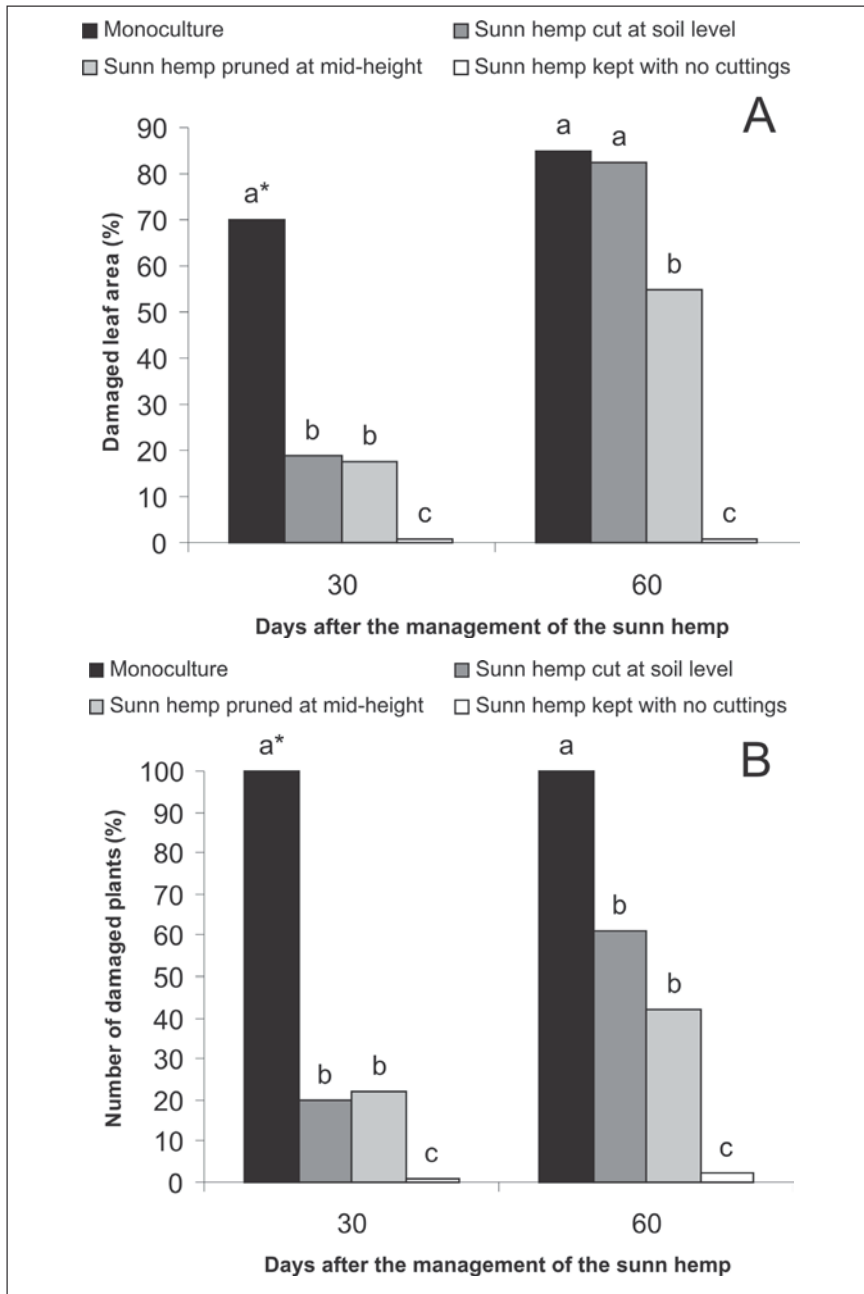 Monoculture
Sunn hemp cut at soil level
Sunn hemp pruned at mid-height
Sunn hemp kept with no cuttings
A
Damaged leaf area (%)
90
80
70
60
50
40
30
20
10
0
a*
b
b
c
a
a
b
c
30
60
Days after the management of the sunn hemp
Monoculture
Sunn hemp cut at soil level
Sunn hemp pruned at mid-height
Sunn hemp kept with no cuttings
B
Number of damaged plants (%)
100
90
80
70
60
50
40
30
20
10
0
a*
b
b
c
a
b
b
c
30
60
Days after the management of the sunn hemp